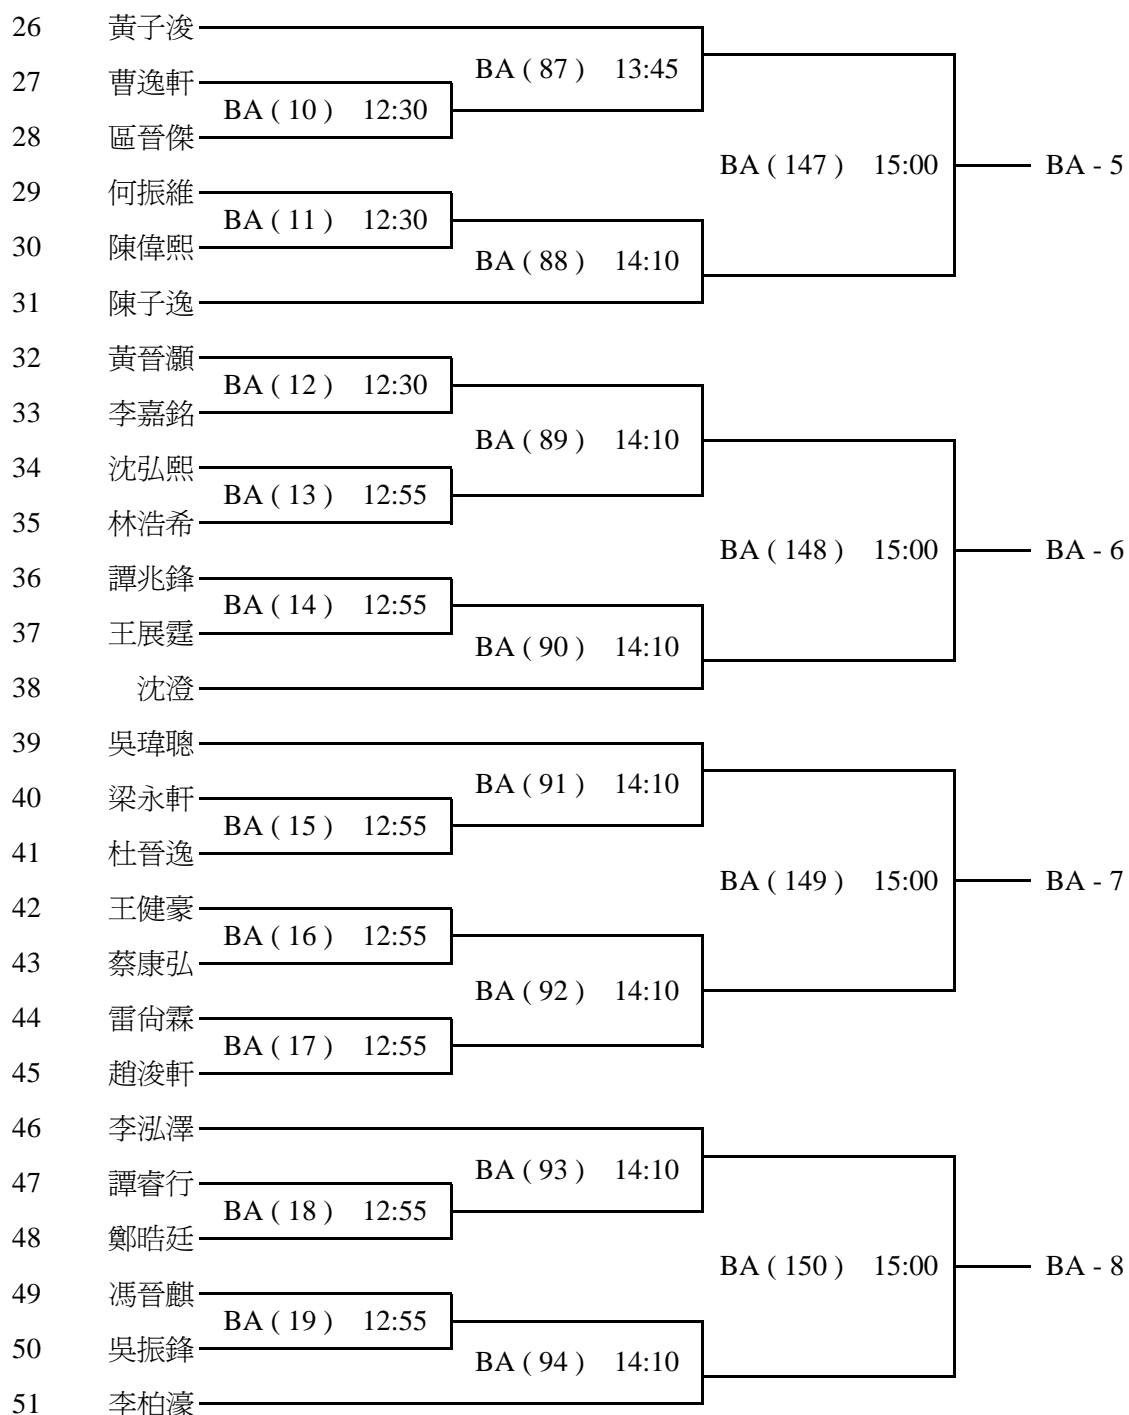 26 黃子浚
BA ( 87 ) 13:45
27 曹逸軒
BA ( 10 ) 12:30
28 區晉傑
BA ( 147 ) 15:00 BA - 5
29 何振維
BA ( 11 ) 12:30
30 陳偉熙
BA ( 88 ) 14:10
31 陳子逸
32 黃晉灝
BA ( 12 ) 12:30
33 李嘉銘
BA ( 89 ) 14:10
34 沈弘熙
BA ( 13 ) 12:55
35 林浩希
BA ( 148 ) 15:00 BA - 6
36 譚兆鋒
BA ( 14 ) 12:55
37 王展霆
BA ( 90 ) 14:10
38 沈澄
39 吳瑋聰
BA ( 91 ) 14:10
40 梁永軒
BA ( 15 ) 12:55
41 杜晉逸
BA ( 149 ) 15:00 BA - 7
42 王健豪
BA ( 16 ) 12:55
43 蔡康弘
BA ( 92 ) 14:10
44 雷尙霖
BA ( 17 ) 12:55
45 趙浚軒
46 李泓澤
BA ( 93 ) 14:10
47 譚睿行
BA ( 18 ) 12:55
48 鄭晧廷
BA ( 150 ) 15:00 BA - 8
49 馮晉麒
BA ( 19 ) 12:55
50 吳振鋒
BA ( 94 ) 14:10
51 李柏濠